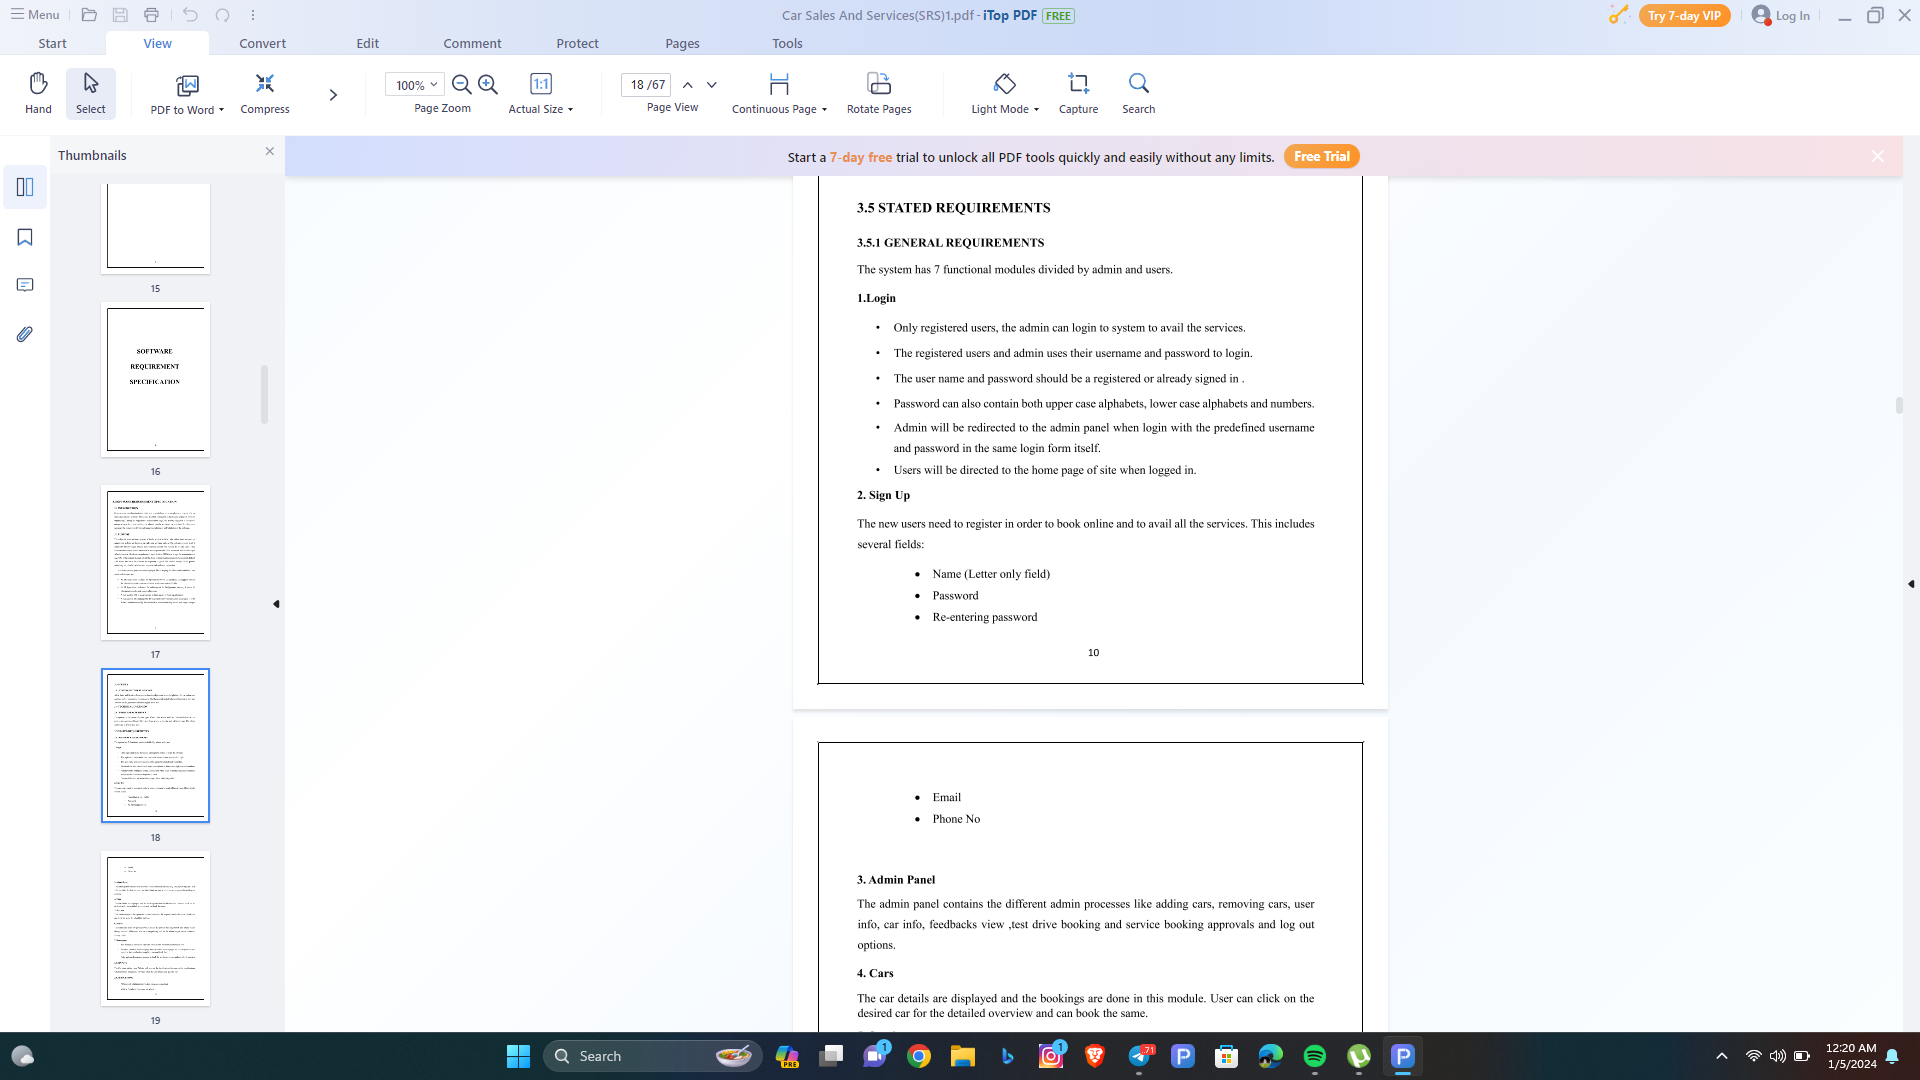 Menu
Car Sales And Services(SRS)1.pdf - iTop PDF FREE
Try 7-day VIP
Log In
Start View Convert Edit Comment Protect Pages Tools
Hand
Select
PDF to Word
Compress
100%
Page Zoom
1:1
Actual Size
18 /67
Page View
Continuous Page
Rotate Pages
Light Mode
Capture
Search
Thumbnails
Start a 7-day free trial to unlock all PDF tools quickly and easily without any limits. Free Trial
15
SOFTWARE
REQUIREMENT
SPECIFICATION
16
17
18
19
3.5 STATED REQUIREMENTS
3.5.1 GENERAL REQUIREMENTS
The system has 7 functional modules divided by admin and users.
1.Login
• Only registered users, the admin can login to system to avail the services.
• The registered users and admin uses their username and password to login.
• The user name and password should be a registered or already signed in .
• Password can also contain both upper case alphabets, lower case alphabets and numbers.
• Admin will be redirected to the admin panel when login with the predefined username
and password in the same login form itself.
• Users will be directed to the home page of site when logged in.
2. Sign Up
The new users need to register in order to book online and to avail all the services. This includes
several fields:
• Name (Letter only field)
• Password
• Re-entering password
10
• Email
• Phone No
3. Admin Panel
The admin panel contains the different admin processes like adding cars, removing cars, user
info, car info, feedbacks view ,test drive booking and service booking approvals and log out
options.
4. Cars
The car details are displayed and the bookings are done in this module. User can click on the
desired car for the detailed overview and can book the same.
Search
PRE
1
1
71
12:20 AM
1/5/2024